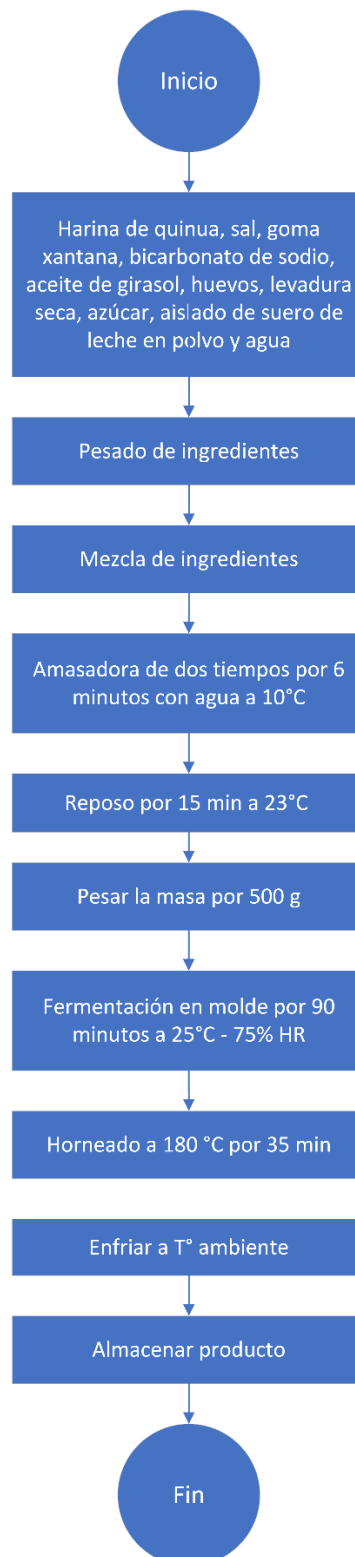 Inicio
Harina de quinua, sal, goma
xantana, bicarbonato de sodio,
aceite de girasol, huevos, levadura
seca, azúcar, aislado de suero de
leche en polvo y agua
Pesado de ingredientes
Mezcla de ingredientes
Amasadora de dos tiempos por 6
minutos con agua a 10°C
Reposo por 15 min a 23°C
Pesar la masa por 500 g
Fermentación en molde por 90
minutos a 25°C - 75% HR
Horneado a 180 °C por 35 min
Enfriar a T° ambiente
Almacenar producto
Fin